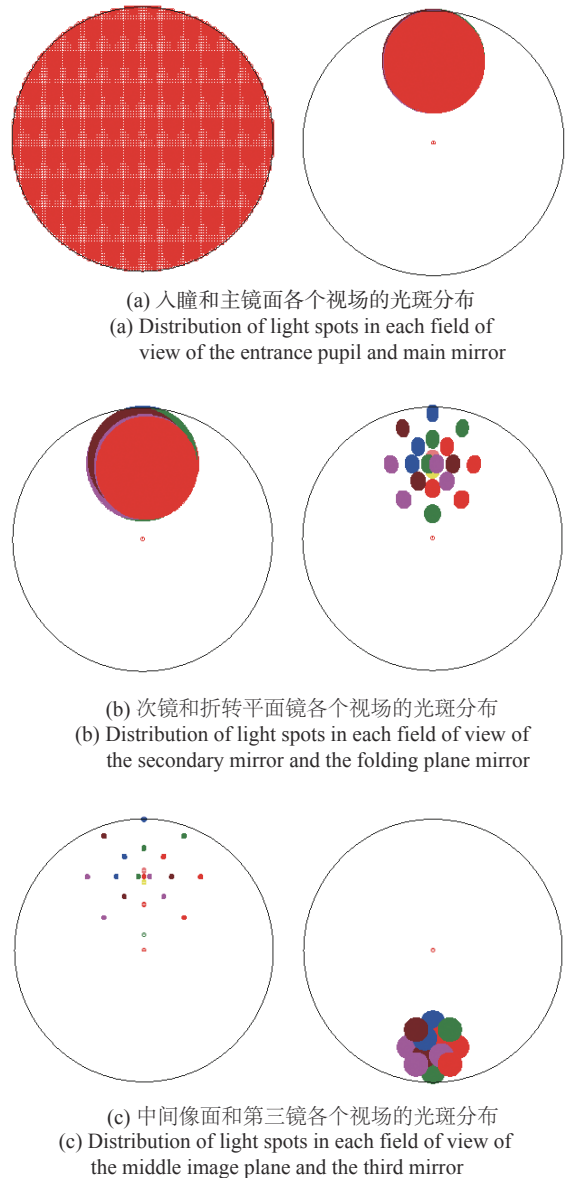 (a) 入瞳和主镜面各个视场的光斑分布
(a) Distribution of light spots in each field of
view of the entrance pupil and main mirror
(b) 次镜和折转平面镜各个视场的光斑分布
(b) Distribution of light spots in each field of view of
the secondary mirror and the folding plane mirror
(c) 中间像面和第三镜各个视场的光斑分布
(c) Distribution of light spots in each field of view of
the middle image plane and the third mirror